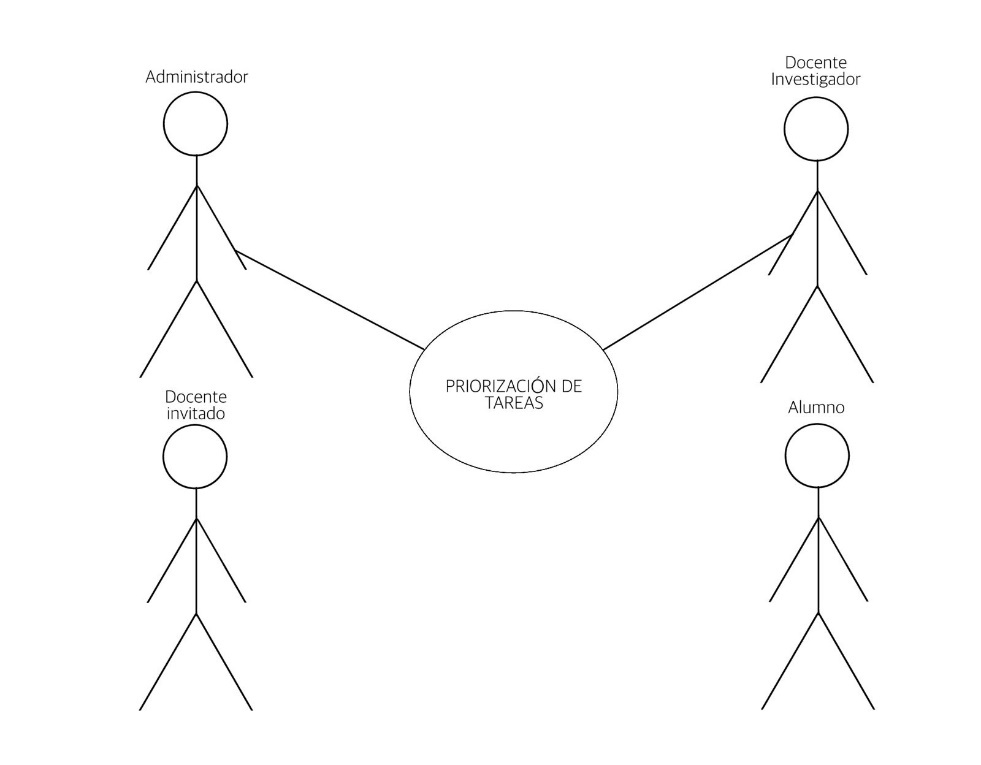 Administrador
Docente
Investigador
PRIORIZACIÓN DE
TAREAS
Docente
invitado
Alumno